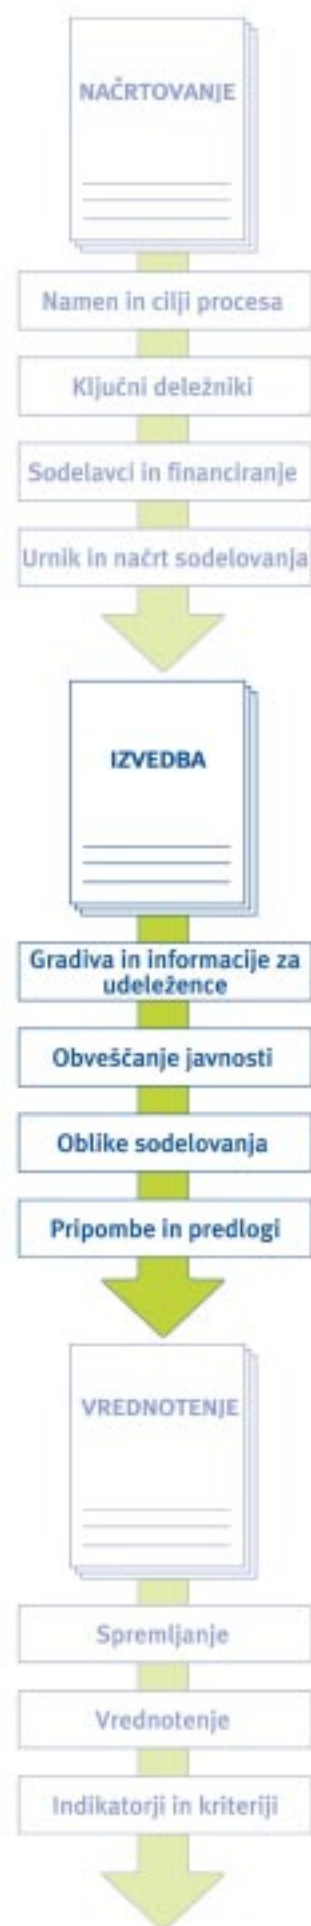 NAČRTOVANJE
Namen in cilji procesa
Ključni deležniki
Sodelavci in financiranje
Urnik in načrt sodelovanja
IZVEDBA
Gradiva in informacije za
udeležence
Obveščanje javnosti
Oblike sodelovanja
Pripombe in predlogi
VREDNOTENJE
Spremljanje
Vrednotenje
Indikatorji in kriteriji